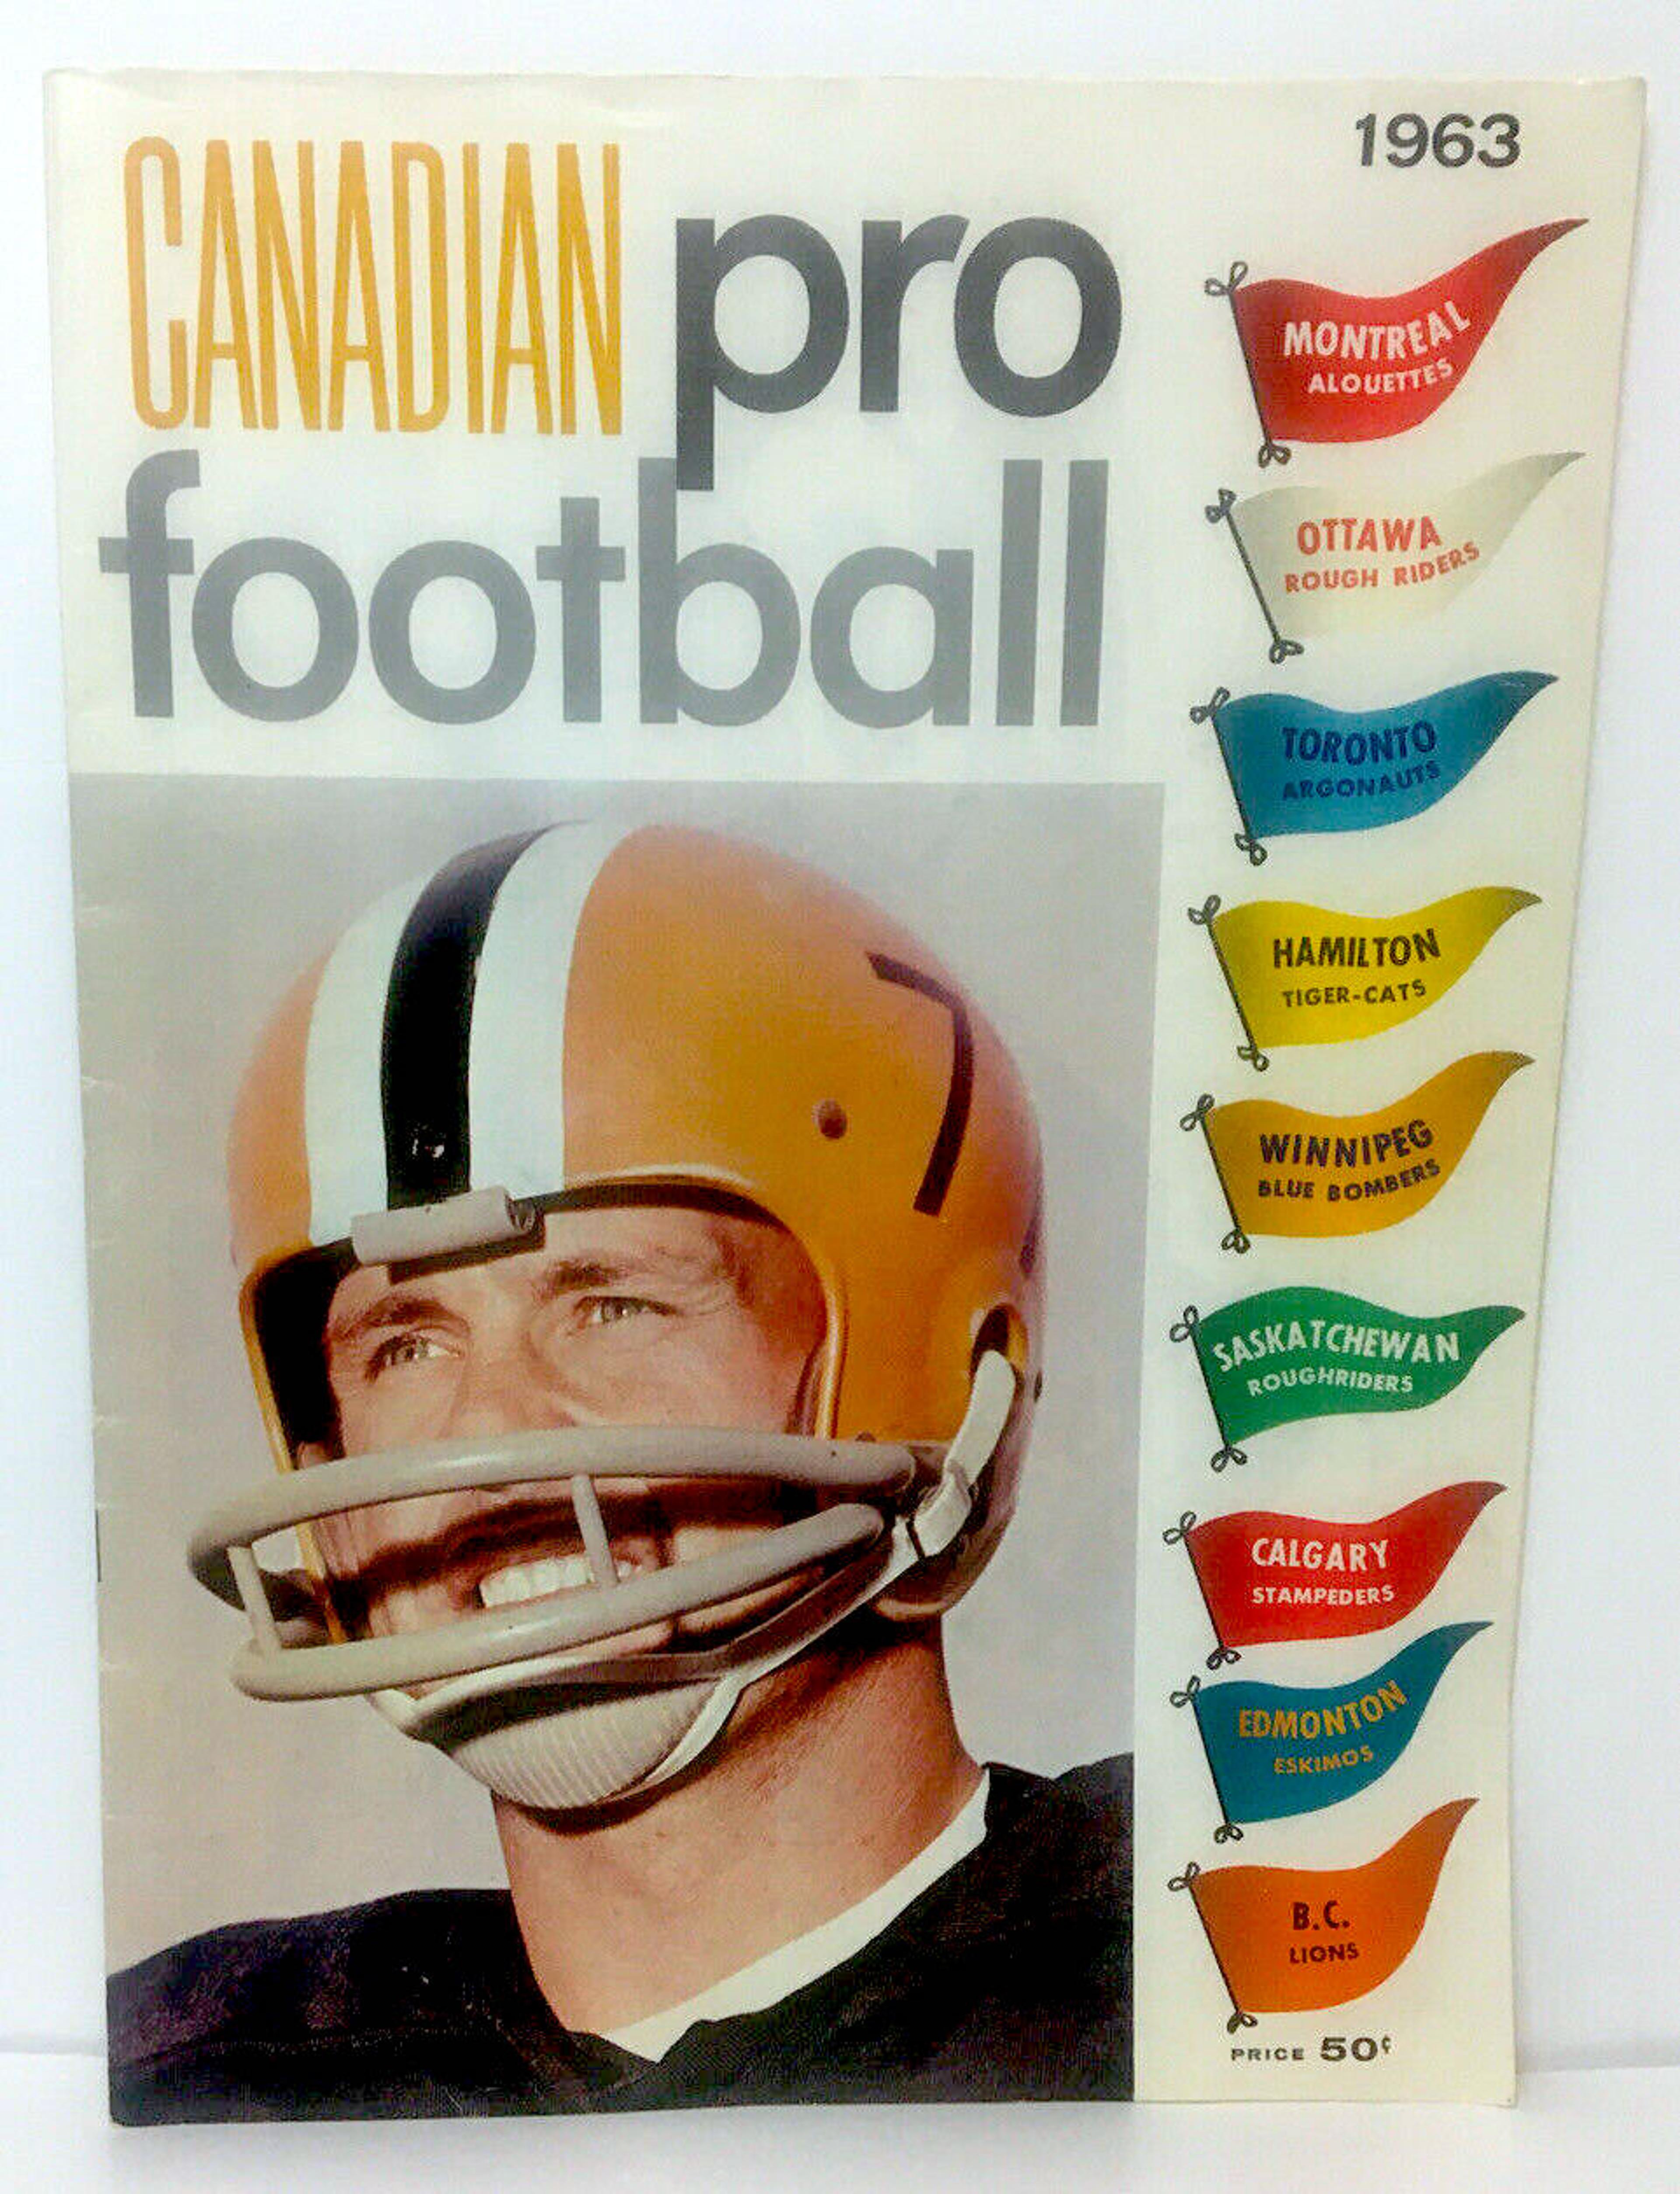 1963
CANADIAN pro
football
MONTREAL
ALOUETTES
OTTAWA
ROUGH RIDERS
TORONTO
ARGONAUTS
HAMILTON
TIGER-CATS
WINNIPEG
BLUE BOMBERS
SASKATCHEWAN
ROUGHRIDERS
CALGARY
STAMPEDERS
EDMONTON
ESKIMOS
B.C.
LIONS
PRICE 50¢